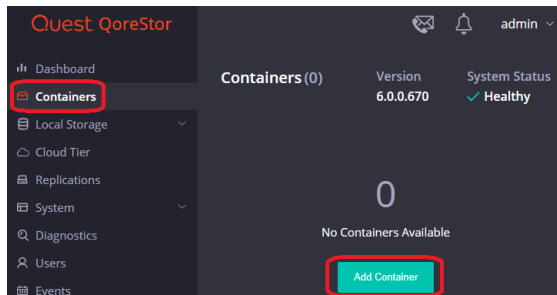 Quest QoreStor
admin
Dashboard
Containers (0)
Version
System Status
6.0.0.670
Healthy
Containers
Local Storage
Cloud Tier
Replications
System
Diagnostics
Users
Events
0
No Containers Available
Add Container